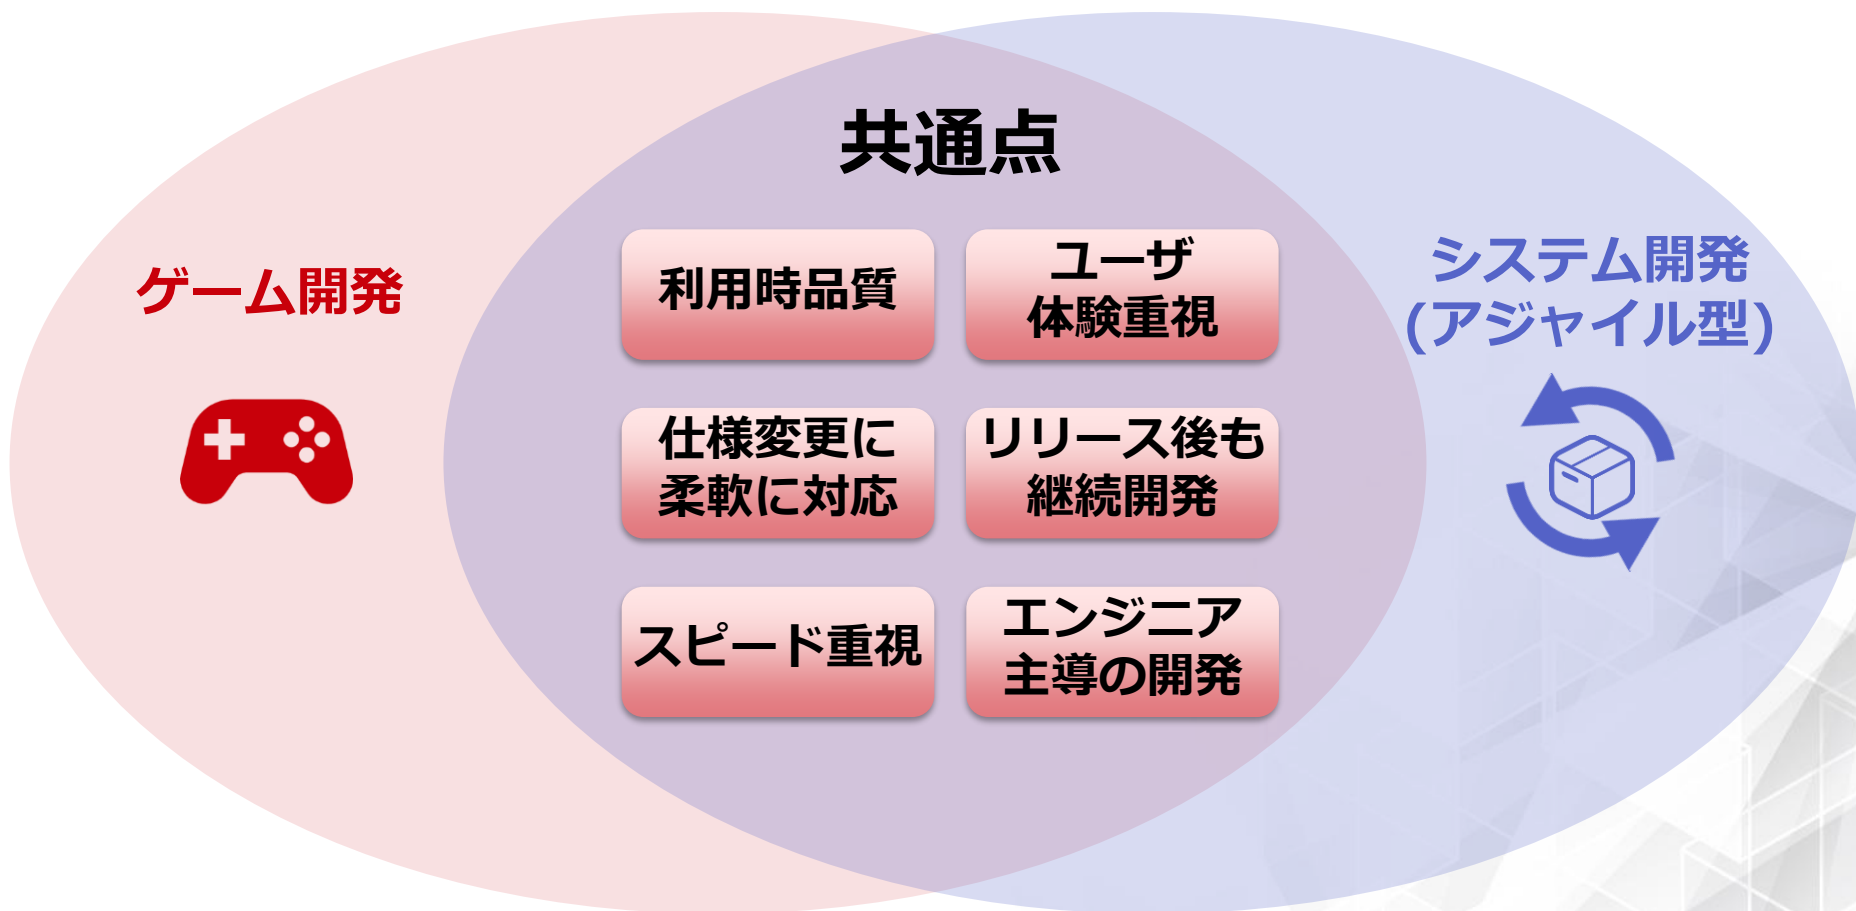 共通点
ゲーム開発
利用時品質
ユーザ
体験重視
システム開発
(アジャイル型)
仕様変更に
柔軟に対応
リリース後も
継続開発
スピード重視
エンジニア
主導の開発